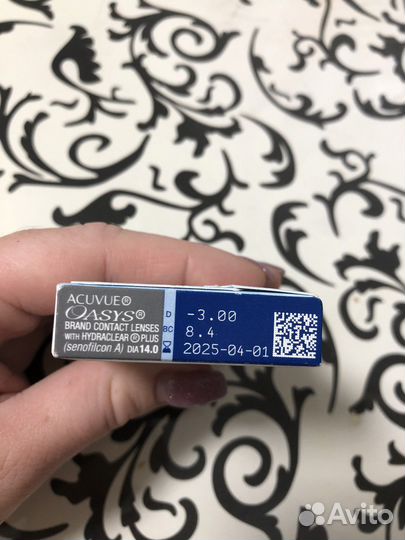 ACUVUE®
OASYS®
BRAND CONTACT LENSES
WITH HYDRACLEAR® PLUS
(senofilcon A) DIA 14.0
D -3.00
BC 8.4
2025-04-01
Avito